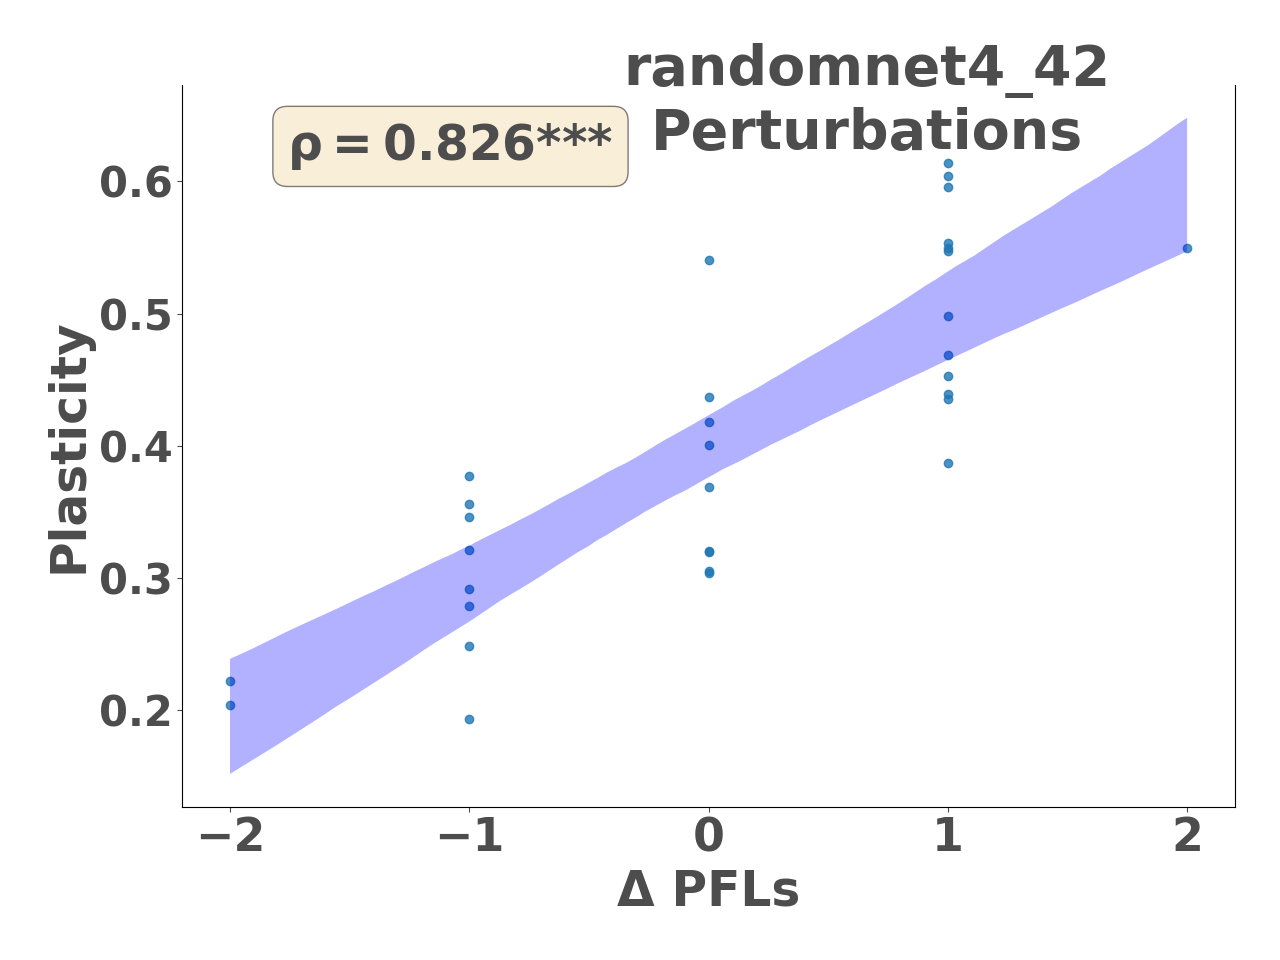 randomnet4_42
Perturbations
ρ = 0.826***
Plasticity
0.6
0.5
0.4
0.3
0.2
−2 −1 0 1 2
Δ PFLs